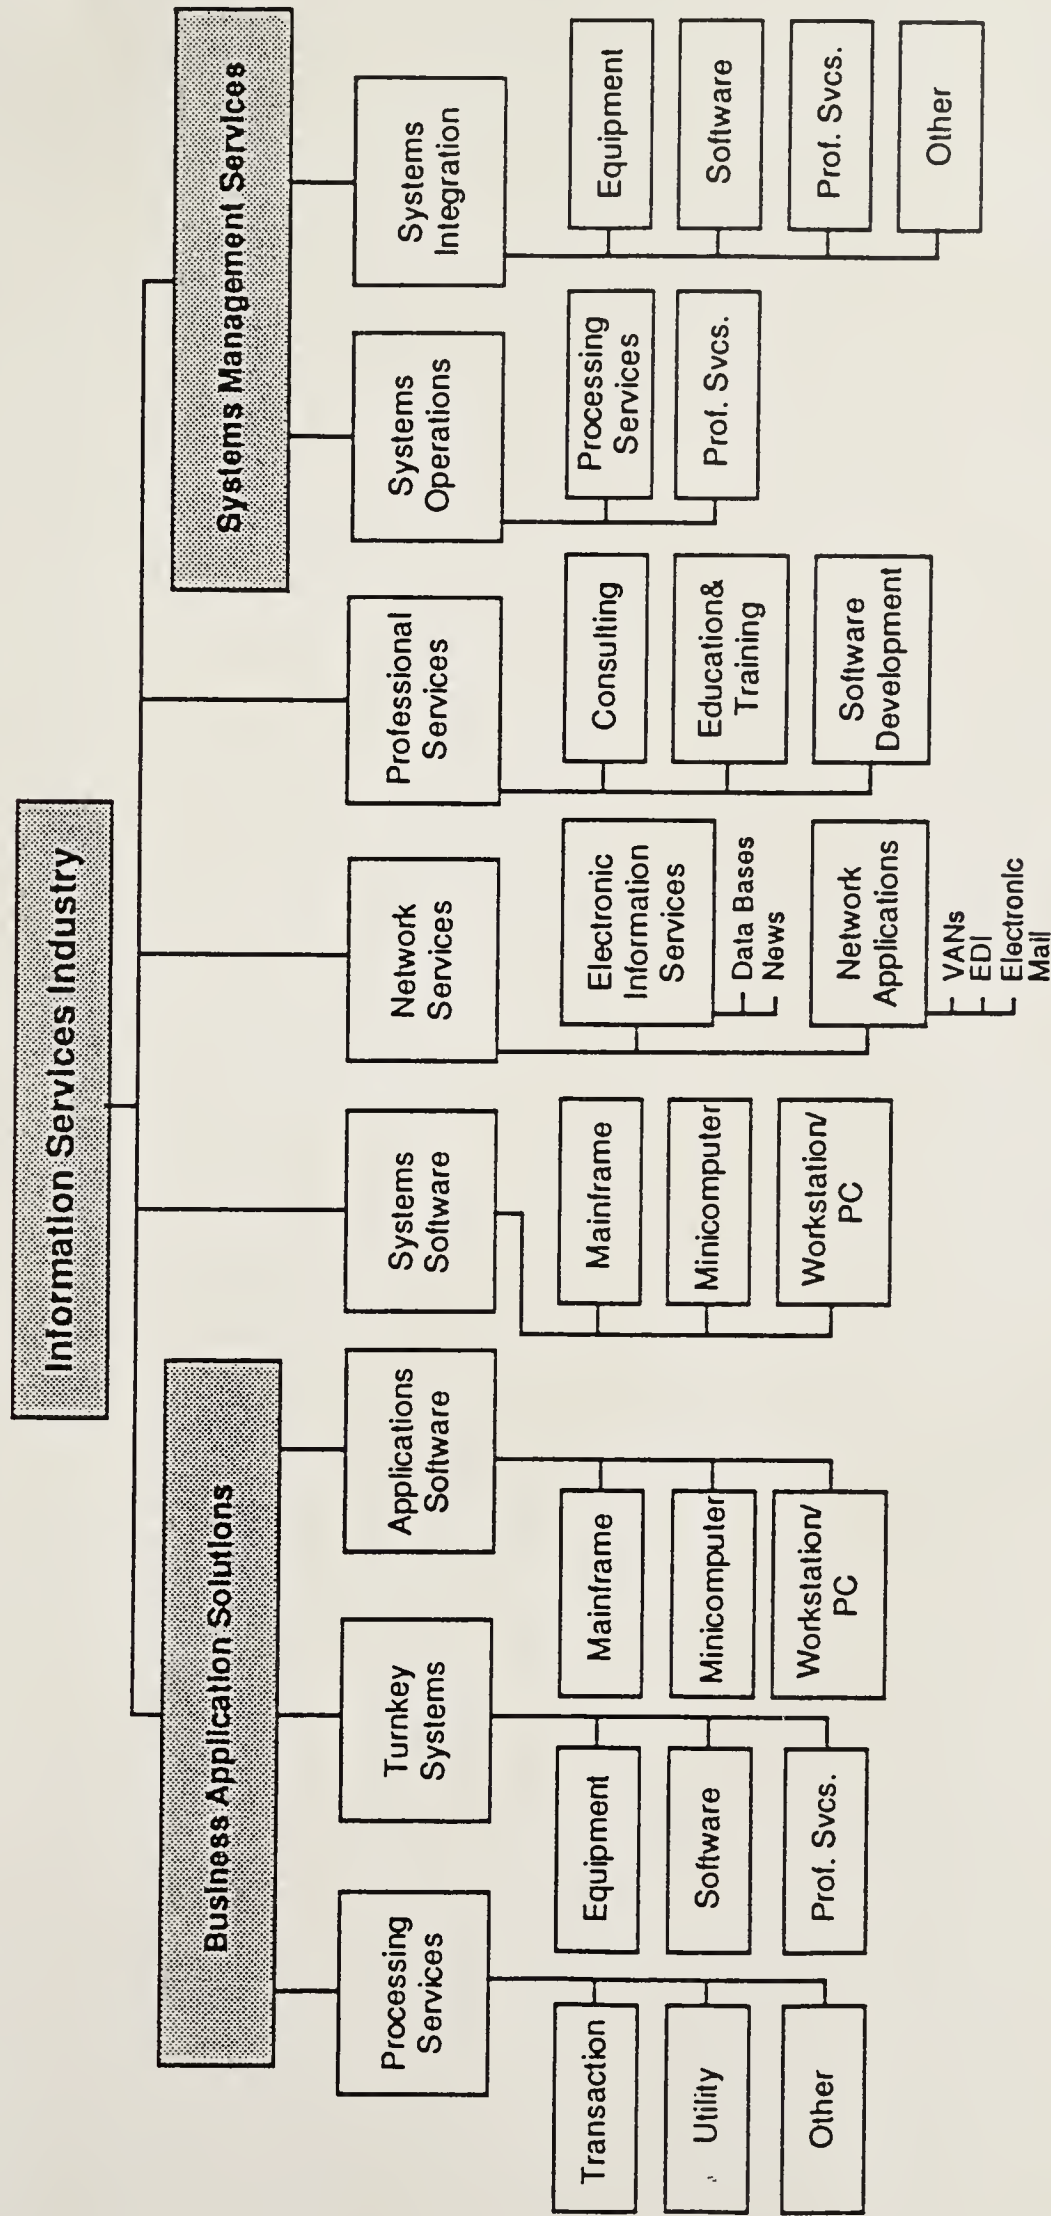 Information Services Industry
Business Application Solutions
Systems Management Services
Processing
Services
Turnkey
Systems
Applications
Software
Systems
Software
Network
Services
Professional
Services
Systems
Operations
Systems
Integration
Transaction
Utility
Other
Equipment
Software
Prof. Svcs.
Mainframe
Minicomputer
Workstation/
PC
Mainframe
Minicomputer
Workstation/
PC
Electronic
Information
Services
Data Bases
News
Network
Applications
VANs
EDI
Electronic
Mail
Consulting
Education&
Training
Software
Development
Processing
Services
Prof. Svcs.
Equipment
Software
Prof. Svcs.
Other